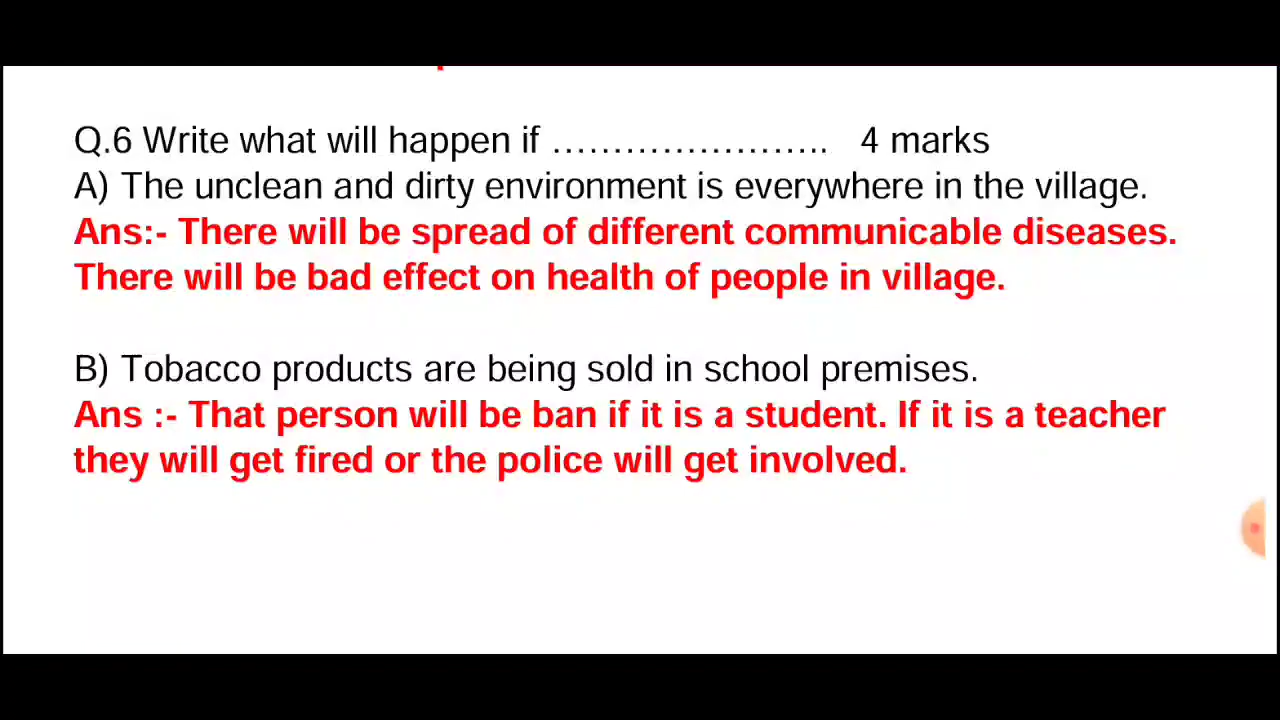 Q.6 Write what will happen if ………………….. 4 marks
A) The unclean and dirty environment is everywhere in the village.
Ans:- There will be spread of different communicable diseases.
There will be bad effect on health of people in village.
B) Tobacco products are being sold in school premises.
Ans :- That person will be ban if it is a student. If it is a teacher
they will get fired or the police will get involved.